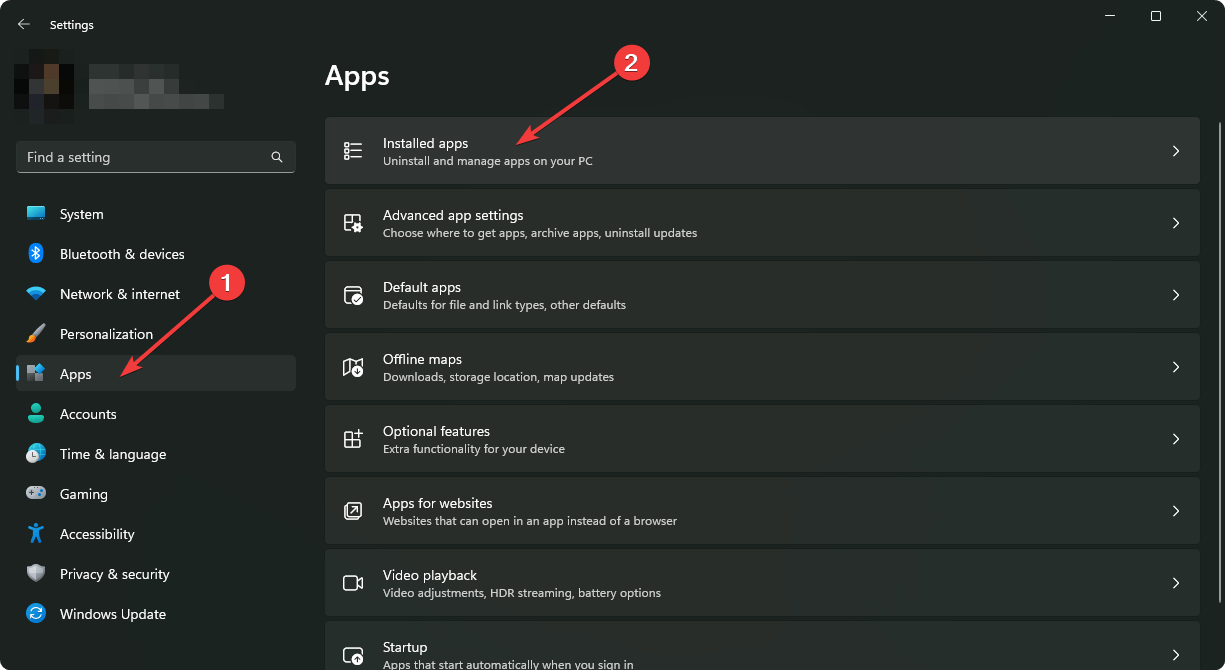 Settings
Find a setting
System
Bluetooth & devices
1
Network & internet
Personalization
Apps
Accounts
Time & language
Gaming
Accessibility
Privacy & security
Windows Update
Apps
2
Installed apps
Uninstall and manage apps on your PC
Advanced app settings
Choose where to get apps, archive apps, uninstall updates
Default apps
Defaults for file and link types, other defaults
Offline maps
Downloads, storage location, map updates
Optional features
Extra functionality for your device
Apps for websites
Websites that can open in an app instead of a browser
Video playback
Video adjustments, HDR streaming, battery options
Startup
Apps that start automatically when you sign in